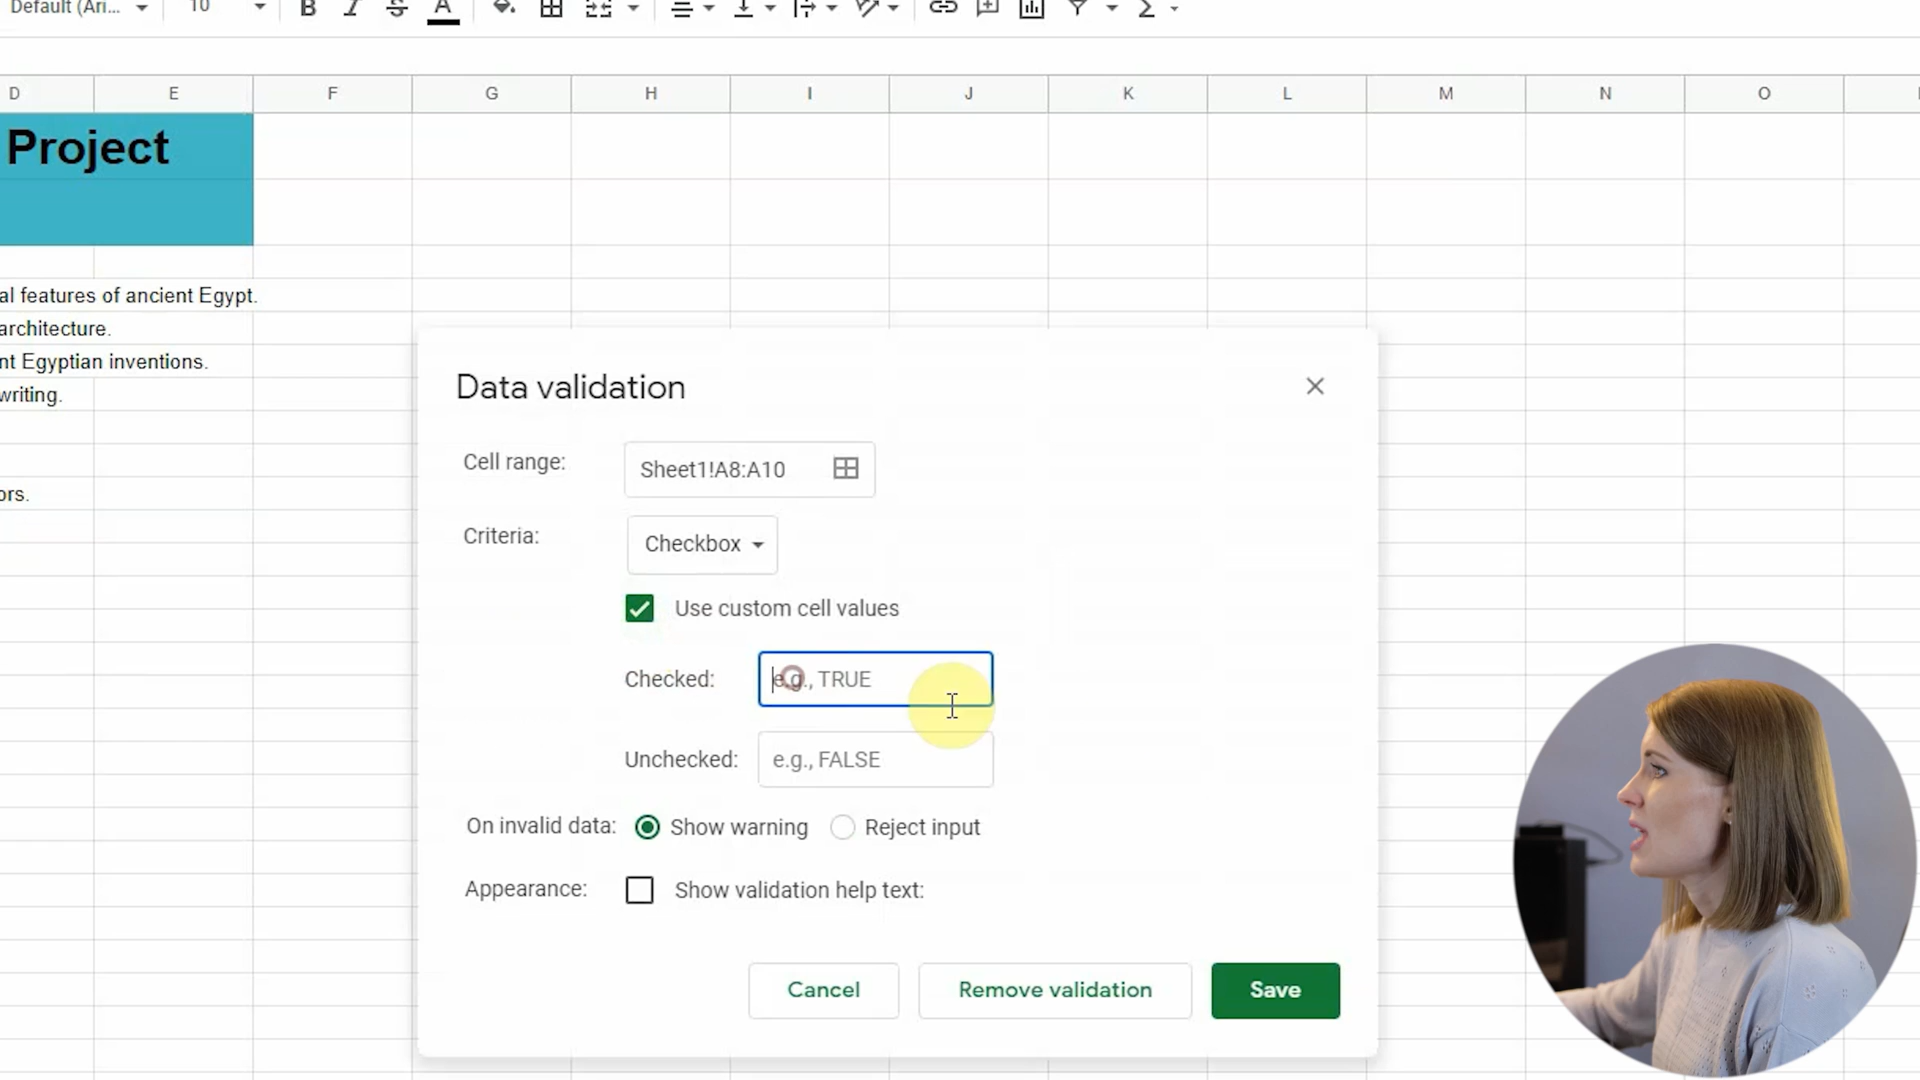 Default (Ari... 10 B I S A Σ
D E F G H I J K L M N O
Project
al features of ancient Egypt.
architecture.
nt Egyptian inventions.
writing.
ors.
Data validation
Cell range: Sheet1!A8:A10
Criteria: Checkbox
Use custom cell values
Checked: e.g., TRUE
Unchecked: e.g., FALSE
On invalid data: Show warning Reject input
Appearance: Show validation help text:
Cancel Remove validation Save